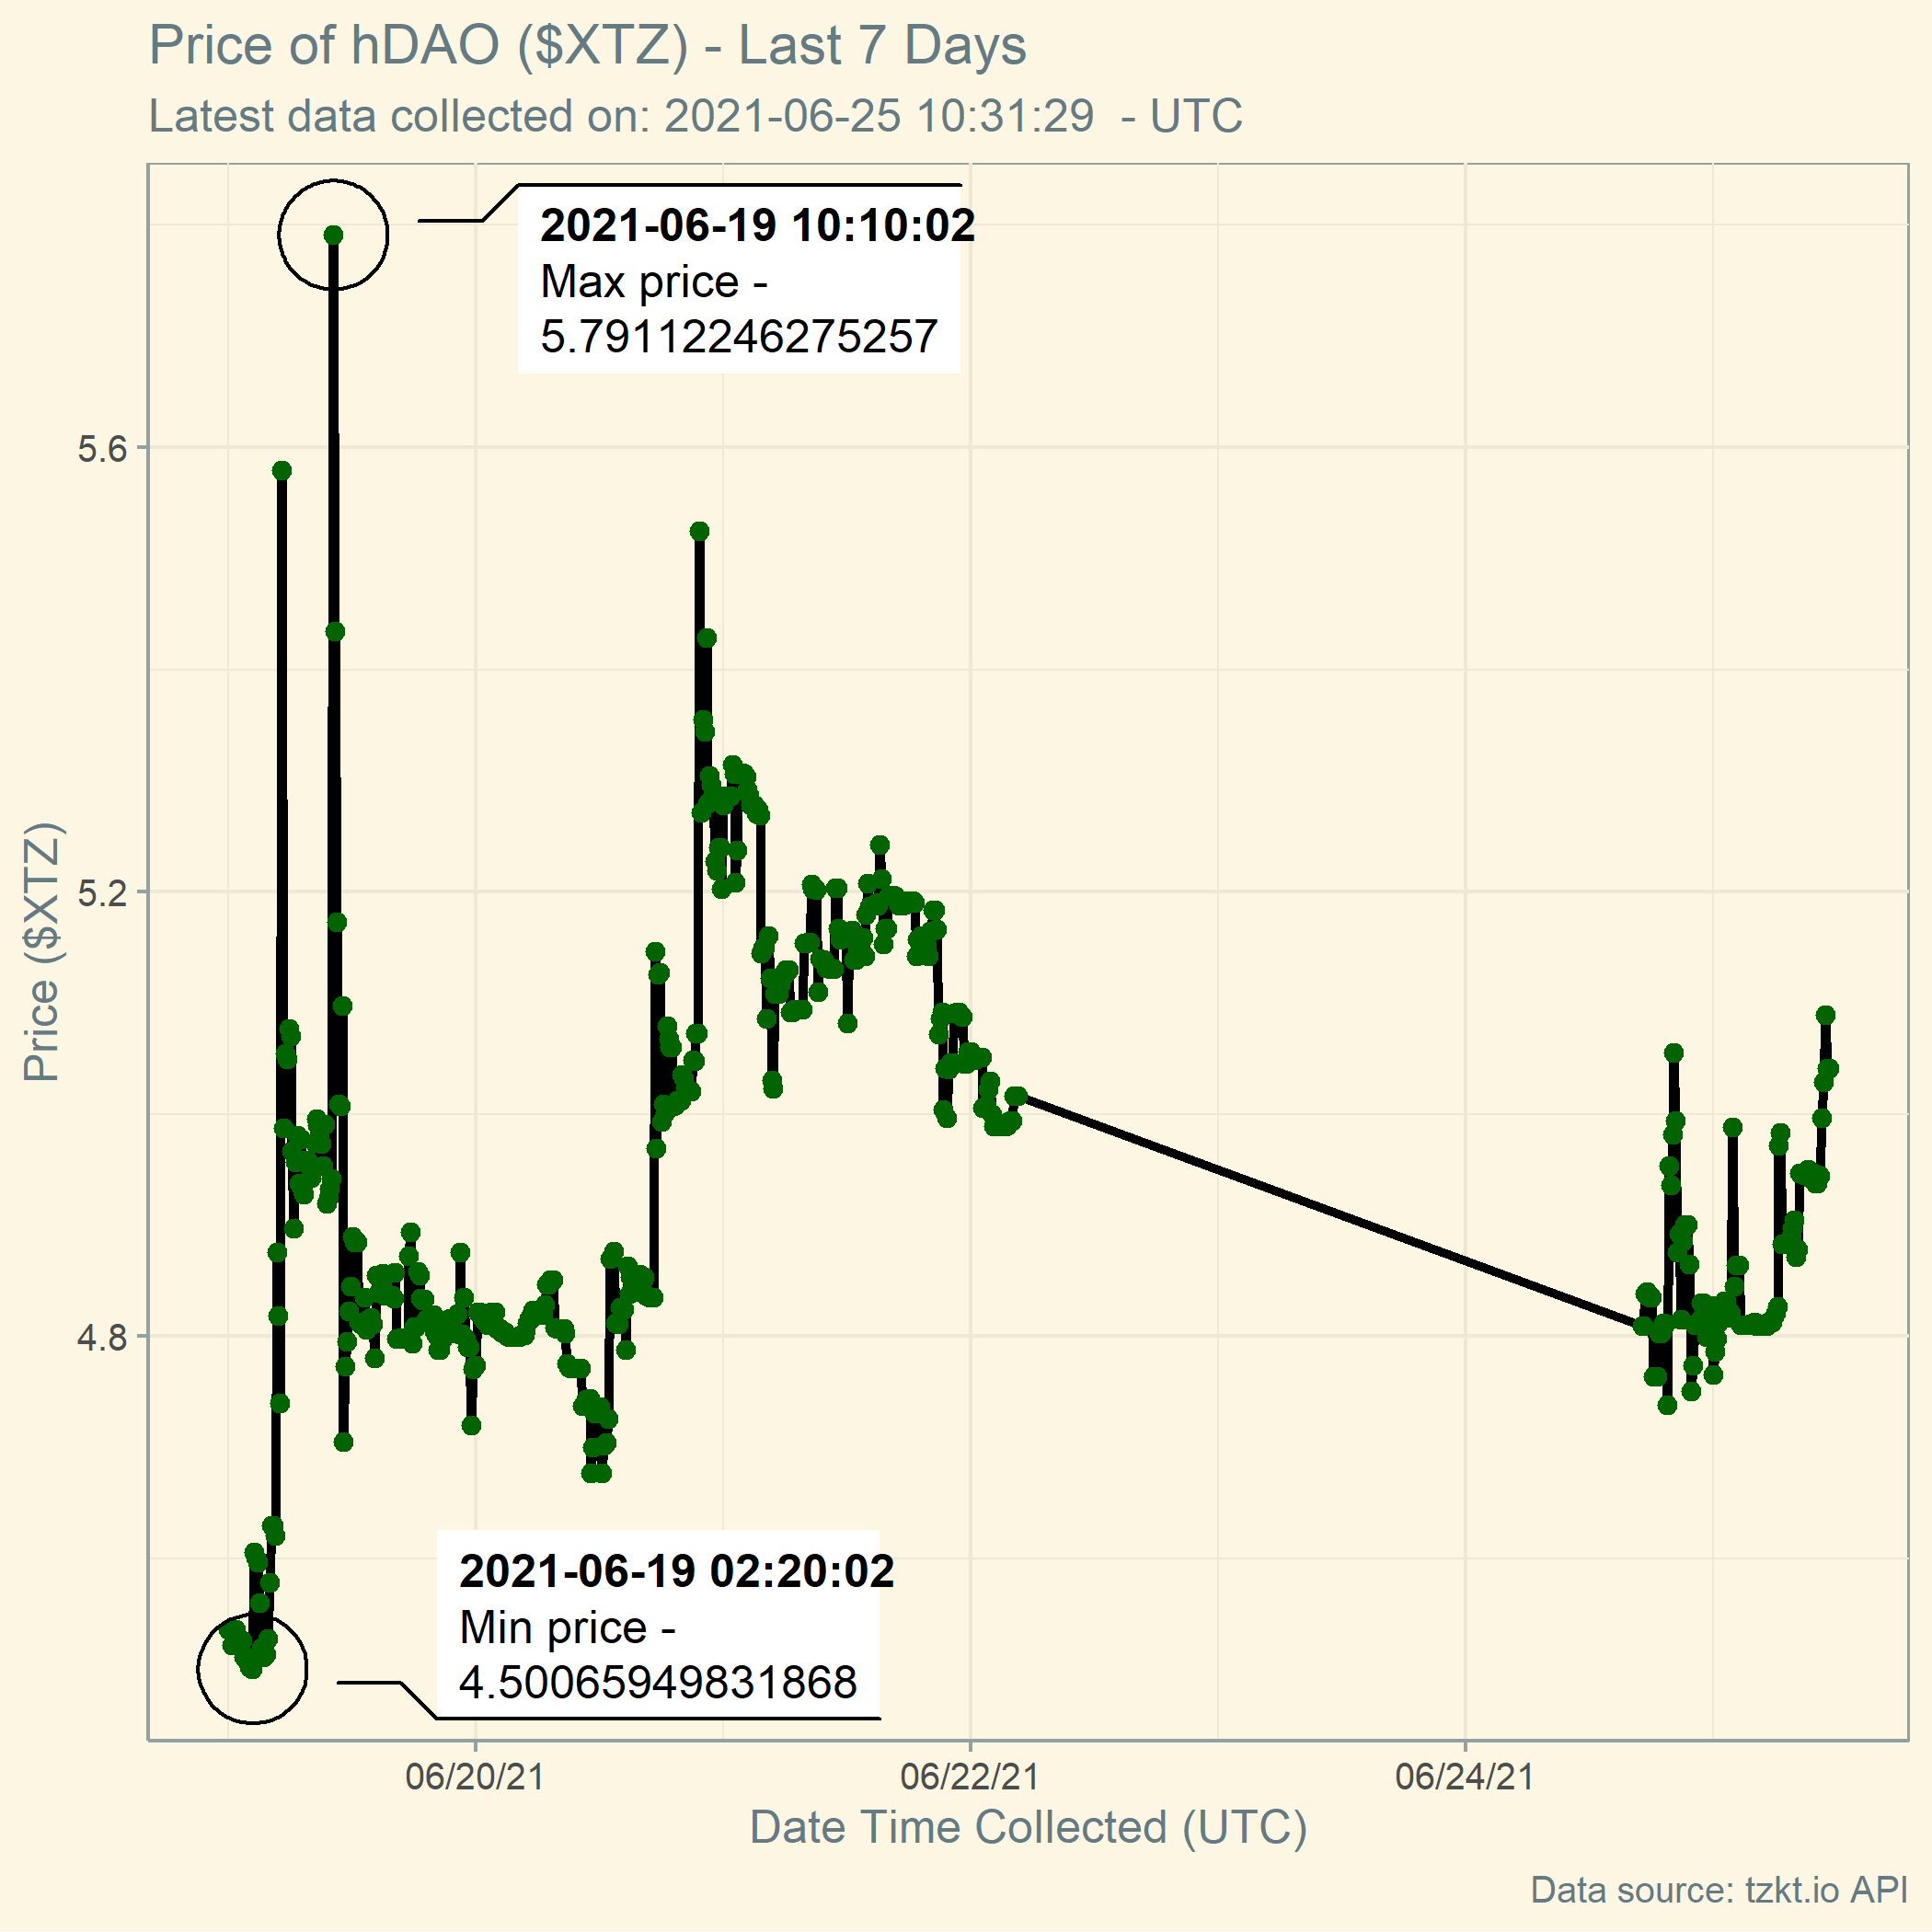 Price of hDAO ($XTZ) - Last 7 Days
Latest data collected on: 2021-06-25 10:31:29  - UTC
2021-06-19 10:10:02
Max price -
5.79112246275257
5.6
5.2
4.8
Price ($XTZ)
2021-06-19 02:20:02
Min price -
4.50065949831868
06/20/21
06/22/21
06/24/21
Date Time Collected (UTC)
Data source: tzkt.io API